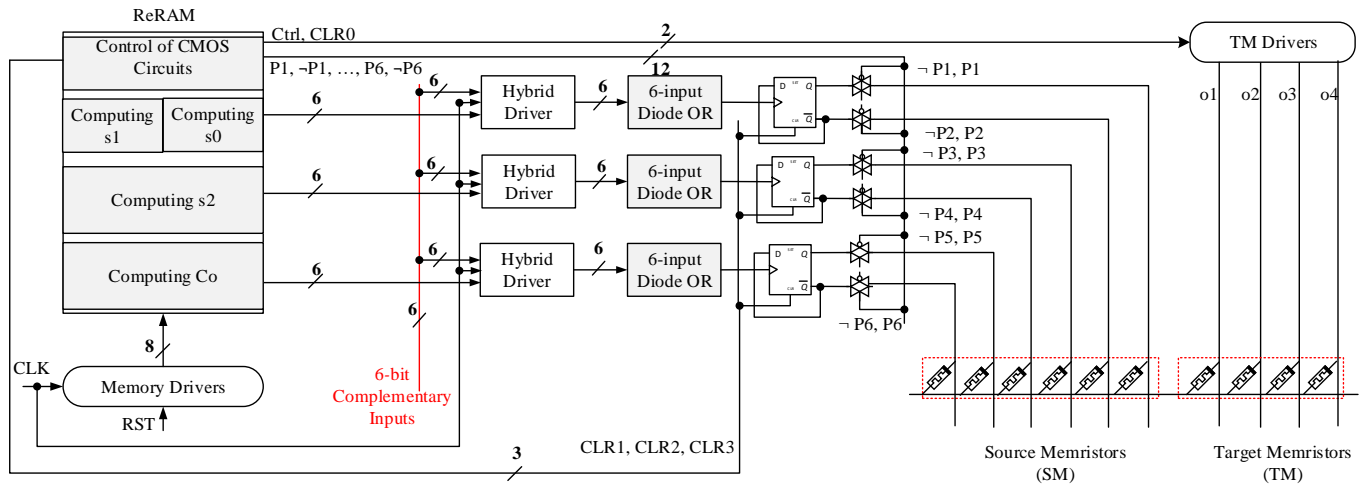 ReRAM
Control of CMOS
Circuits
Ctrl, CLR0
2
TM Drivers
P1, ¬P1, …, P6, ¬P6
12
Computing
s1
Computing
s0
6
6
Hybrid
Driver
6
6-input
Diode OR
D
Q
Q
¬ P1, P1
¬P2, P2
o1
o2
o3
o4
Computing s2
6
6
Hybrid
Driver
6
6-input
Diode OR
D
Q
Q
¬ P3, P3
¬ P4, P4
Computing Co
6
6
Hybrid
Driver
6
6-input
Diode OR
D
Q
Q
¬ P5, P5
¬ P6, P6
6
8
CLK
Memory Drivers
RST
6-bit
Complementary
Inputs
3
CLR1, CLR2, CLR3
Source Memristors
(SM)
Target Memristors
(TM)